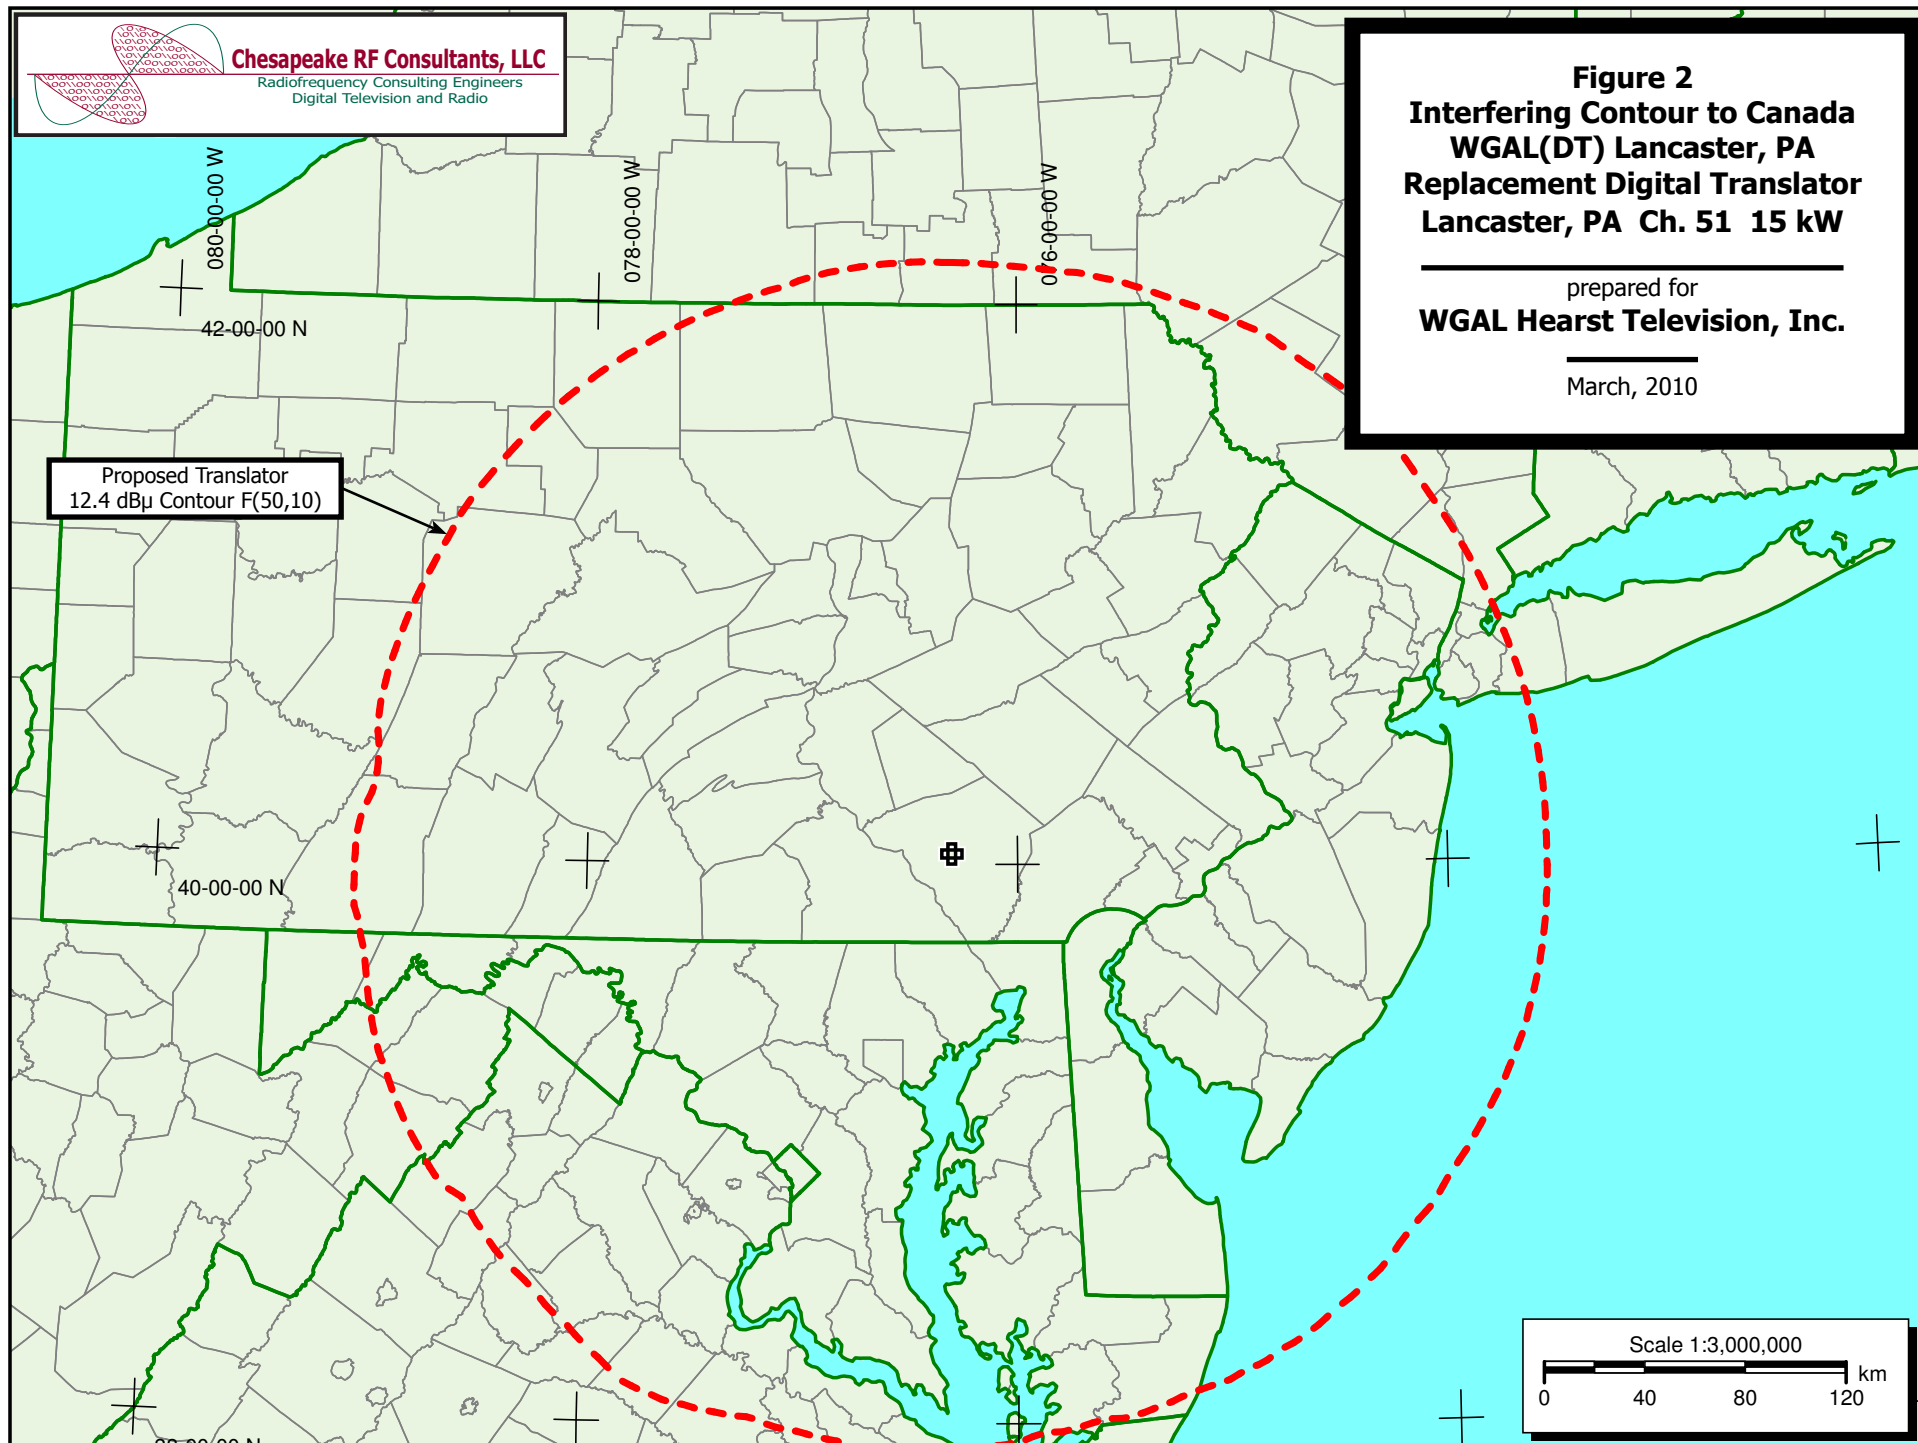 Chesapeake RF Consultants, LLC
Radiofrequency Consulting Engineers
Digital Television and Radio
Figure 2
Interfering Contour to Canada
WGAL(DT) Lancaster, PA
Replacement Digital Translator
Lancaster, PA Ch. 51 15 kW
prepared for
WGAL Hearst Television, Inc.
March, 2010
080-00-00 W
078-00-00 W
076-00-00 W
42-00-00 N
Proposed Translator
12.4 dBµ Contour F(50,10)
40-00-00 N
Scale 1:3,000,000
km
0 40 80 120